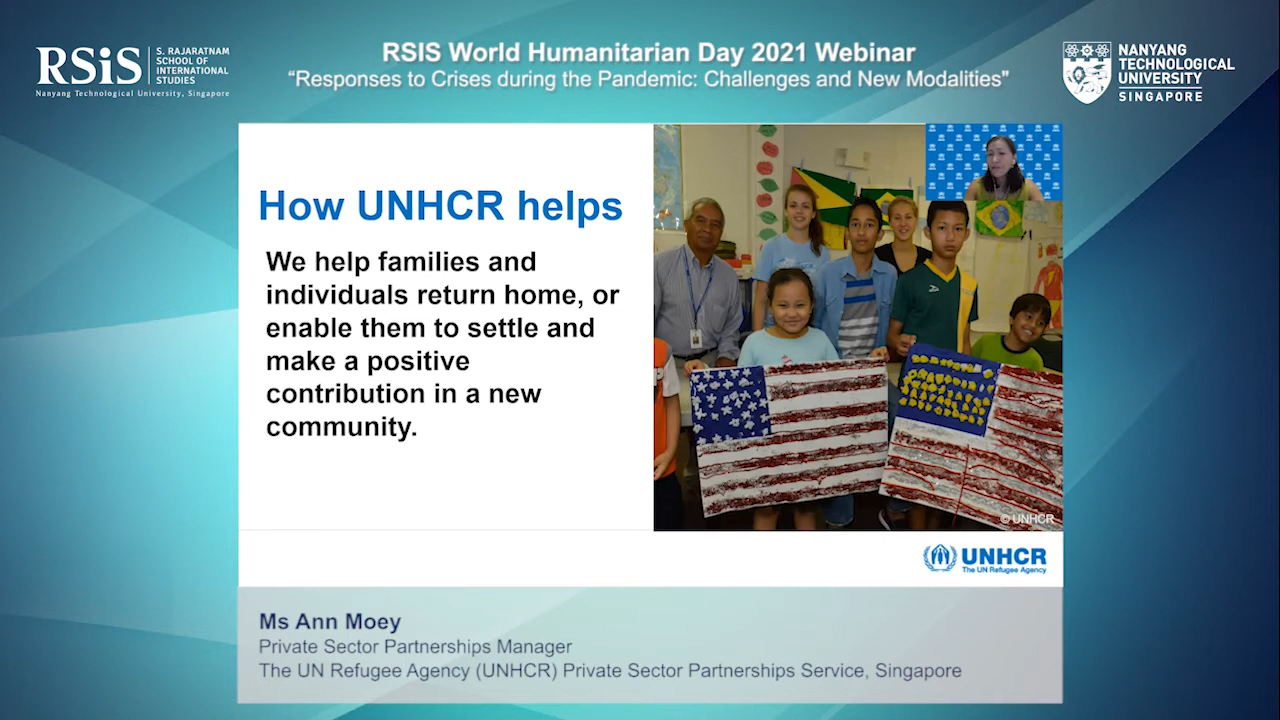 RSiS
S. RAJARATNAM
SCHOOL OF
INTERNATIONAL
STUDIES
Nanyang Technological University, Singapore
RSIS World Humanitarian Day 2021 Webinar
“Responses to Crises during the Pandemic: Challenges and New Modalities"
NANYANG
TECHNOLOGICAL
UNIVERSITY
SINGAPORE
How UNHCR helps
We help families and
individuals return home, or
enable them to settle and
make a positive
contribution in a new
community.
© UNHCR
UNHCR
The UN Refugee Agency
Ms Ann Moey
Private Sector Partnerships Manager
The UN Refugee Agency (UNHCR) Private Sector Partnerships Service, Singapore